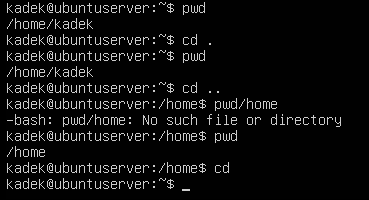 kadek@ubuntuserver:~$ pwd
/home/kadek
kadek@ubuntuserver:~$ cd .
kadek@ubuntuserver:~$ pwd
/home/kadek
kadek@ubuntuserver:~$ cd ..
kadek@ubuntuserver:/home$ pwd/home
-bash: pwd/home: No such file or directory
kadek@ubuntuserver:/home$ pwd
/home
kadek@ubuntuserver:/home$ cd
kadek@ubuntuserver:~$ _